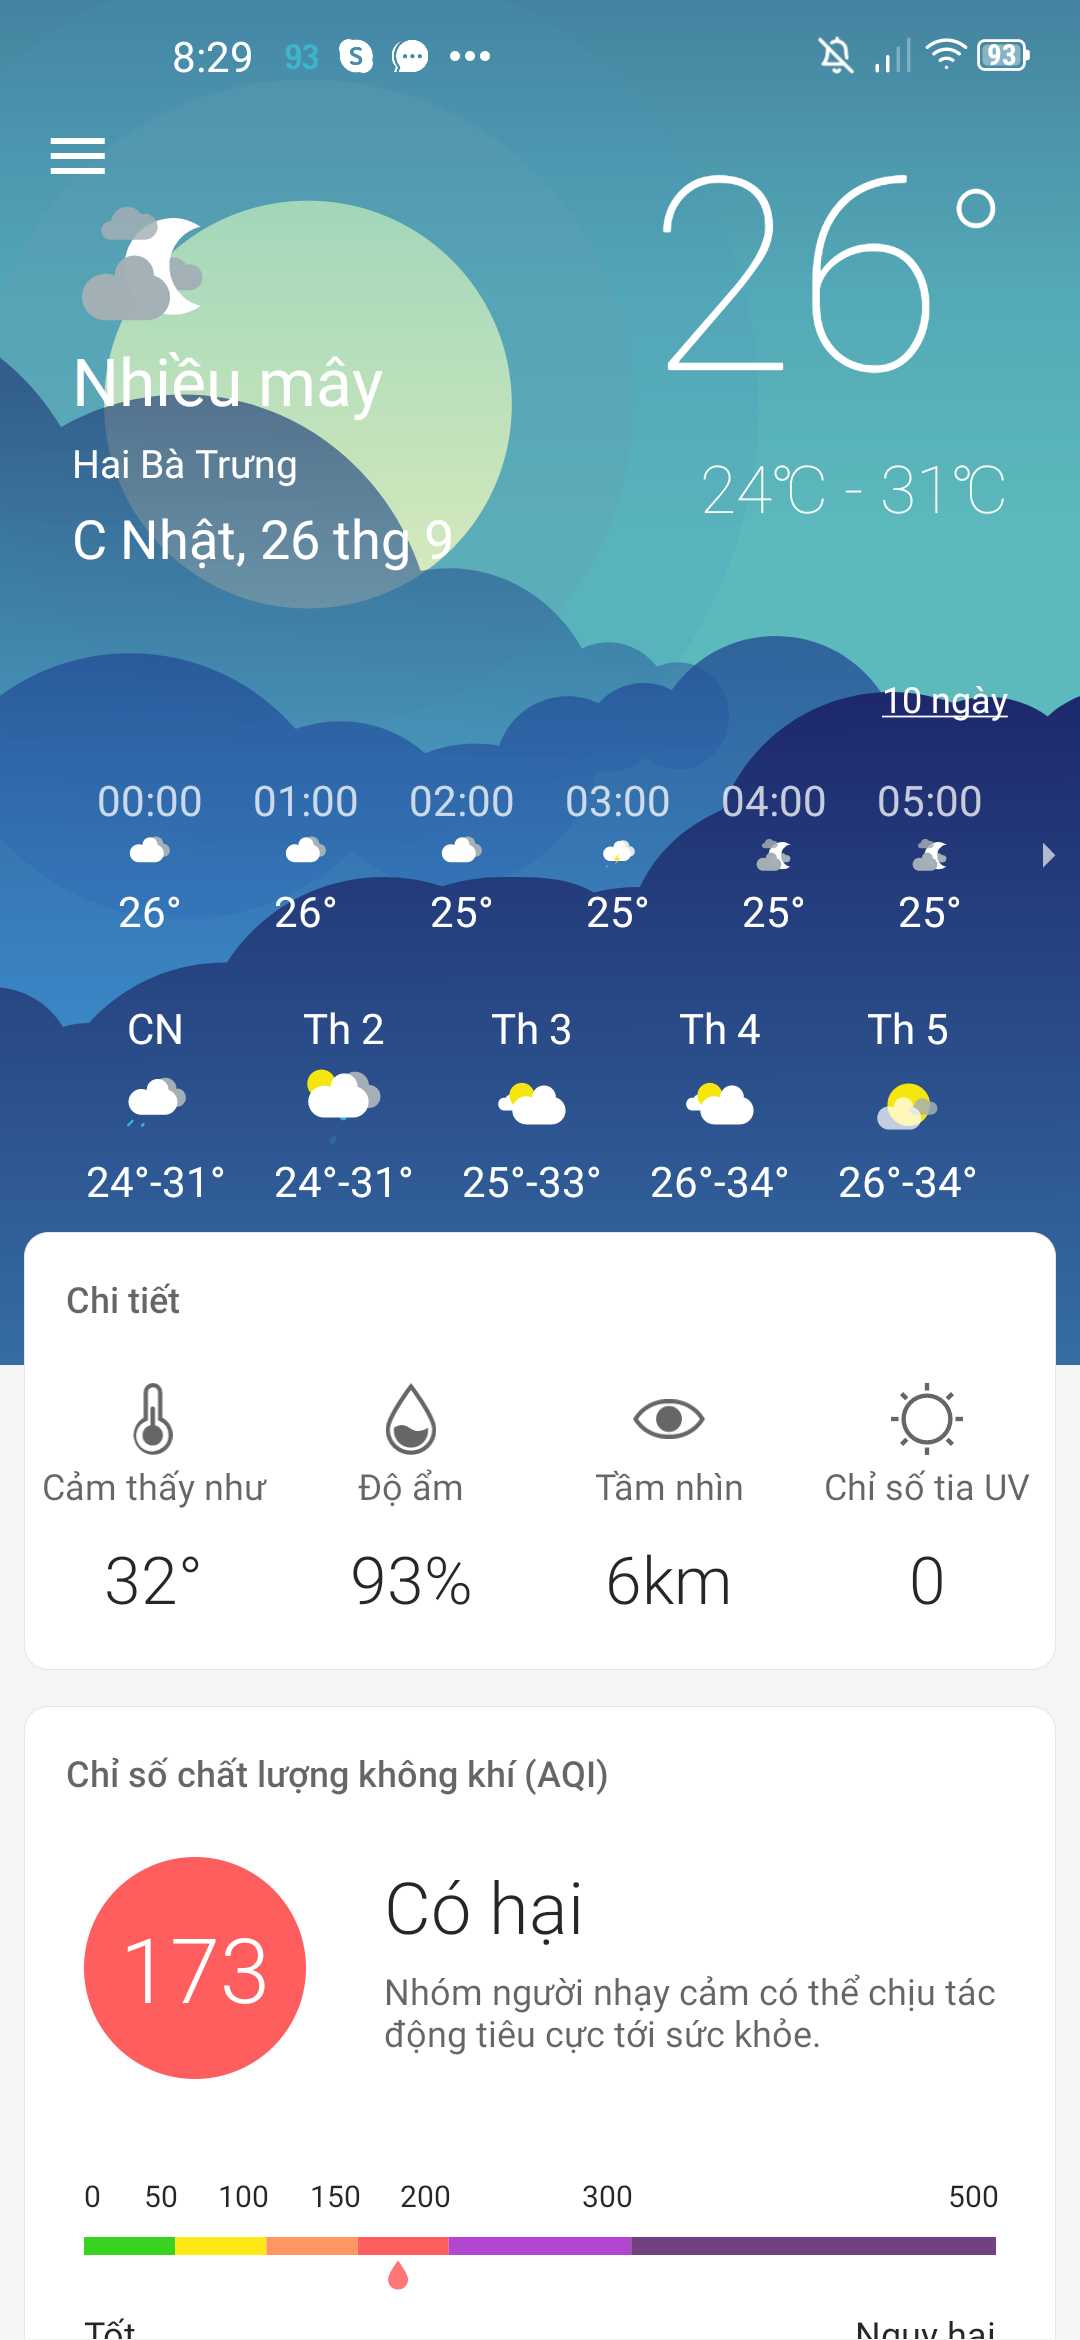 8:29 93 S 93
26°
Nhiều mây
Hai Bà Trưng
24°C - 31°C
C Nhật, 26 thg 9
10 ngày
00:00 01:00 02:00 03:00 04:00 05:00
26° 26° 25° 25° 25° 25°
CN Th 2 Th 3 Th 4 Th 5
24°-31° 24°-31° 25°-33° 26°-34° 26°-34°
Chi tiết
Cảm thấy như Độ ẩm Tầm nhìn Chỉ số tia UV
32° 93% 6km 0
Chỉ số chất lượng không khí (AQI)
173
Có hại
Nhóm người nhạy cảm có thể chịu tác
động tiêu cực tới sức khỏe.
0 50 100 150 200 300 500
Tốt Nguy hại